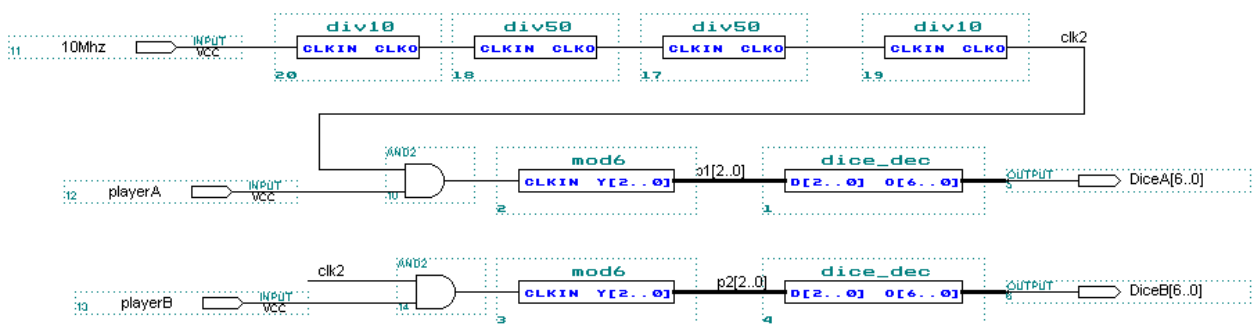 div10 div50 div50 div10
11 10Mhz INPUT VCC CLKIN CLKO CLKIN CLKO CLKIN CLKO CLKIN CLKO clk2
20 18 17 19
AND2 mod6 dice_dec
12 playerA INPUT VCC 10 CLKIN Y[2..0] p1[2..0] D[2..0] O[6..0] OUTPUT 5 DiceA[6..0]
2 1
clk2 AND2 mod6 dice_dec
13 playerB INPUT VCC 14 CLKIN Y[2..0] p2[2..0] D[2..0] O[6..0] OUTPUT 6 DiceB[6..0]
3 4